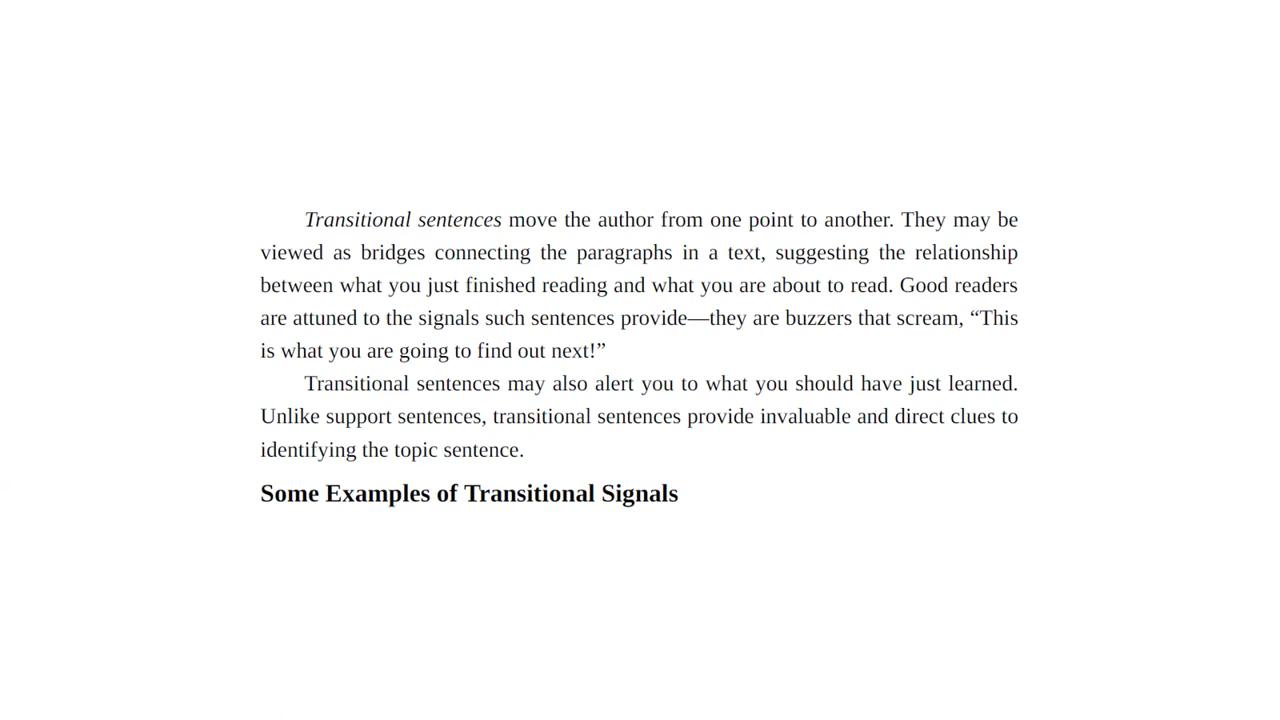 Transitional sentences move the author from one point to another. They may be
viewed as bridges connecting the paragraphs in a text, suggesting the relationship
between what you just finished reading and what you are about to read. Good readers
are attuned to the signals such sentences provide—they are buzzers that scream, “This
is what you are going to find out next!”
Transitional sentences may also alert you to what you should have just learned.
Unlike support sentences, transitional sentences provide invaluable and direct clues to
identifying the topic sentence.
Some Examples of Transitional Signals